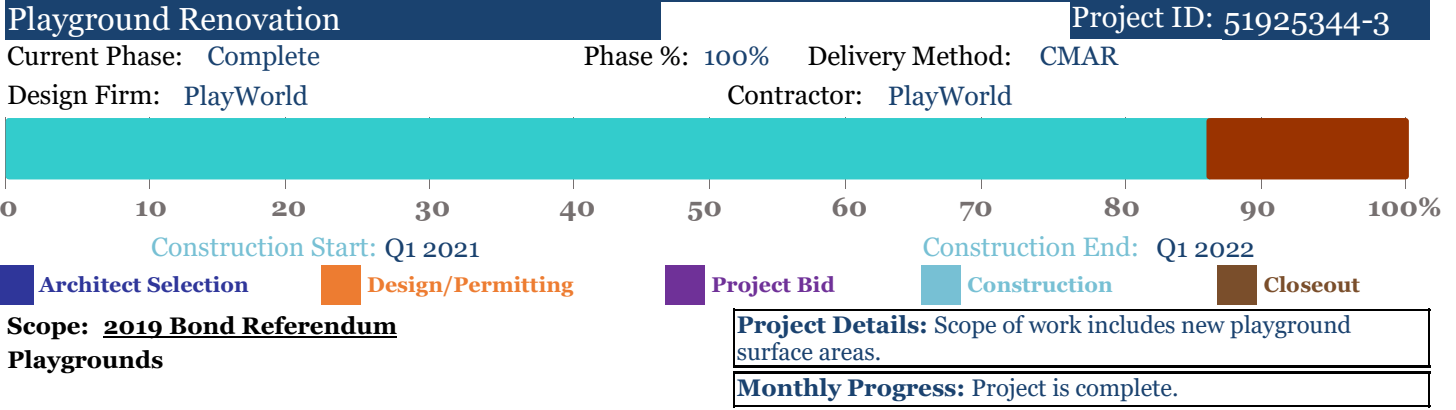 Playground Renovation Project ID: 51925344-3
Current Phase: Complete Phase %: 100% Delivery Method: CMAR
Design Firm: PlayWorld Contractor: PlayWorld
0 10 20 30 40 50 60 70 80 90 100%
Construction Start: Q1 2021 Construction End: Q1 2022
Architect Selection Design/Permitting Project Bid Construction Closeout
Scope: 2019 Bond Referendum
Playgrounds
Project Details: Scope of work includes new playground
surface areas.
Monthly Progress: Project is complete.